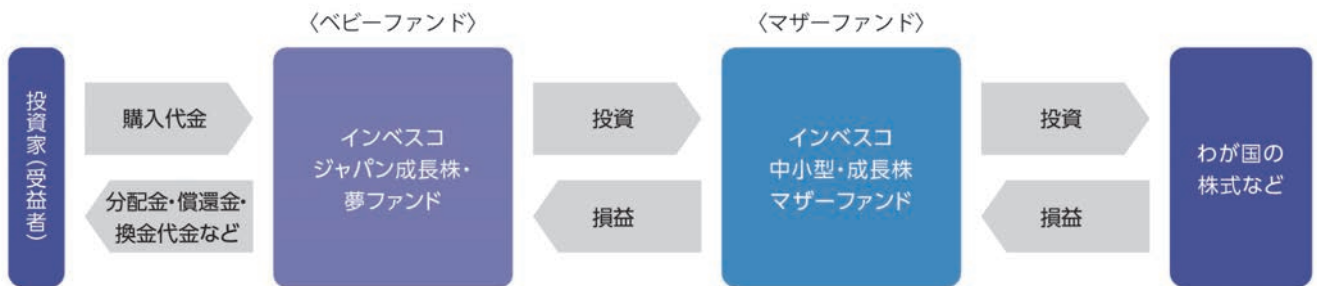 〈ベビーファンド〉
〈マザーファンド〉
投資家(受益者)
購入代金
分配金・償還金・
換金代金など
インベスコ
ジャパン成長株・
夢ファンド
投資
損益
インベスコ
中小型・成長株
マザーファンド
投資
損益
わが国の
株式など